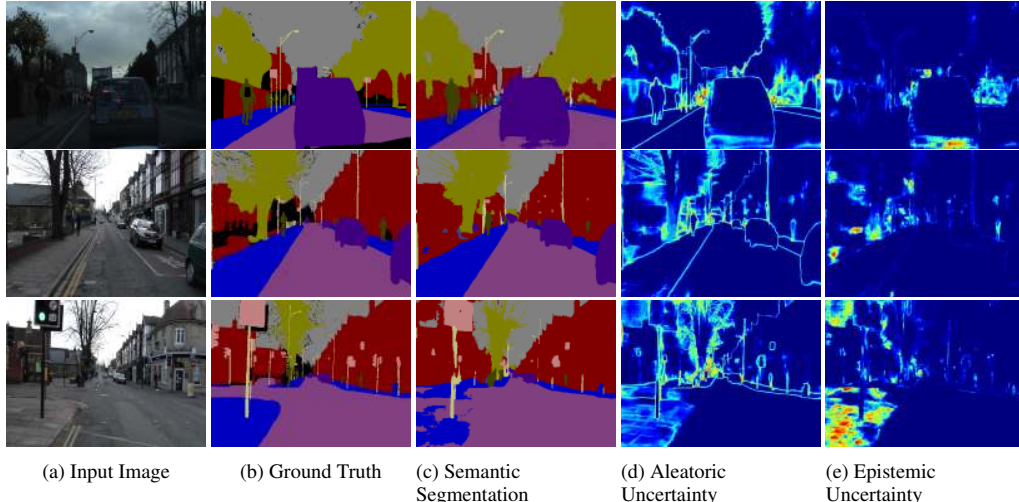 (a) Input Image
(b) Ground Truth
(c) Semantic
Segmentation
(d) Aleatoric
Uncertainty
(e) Epistemic
Uncertainty